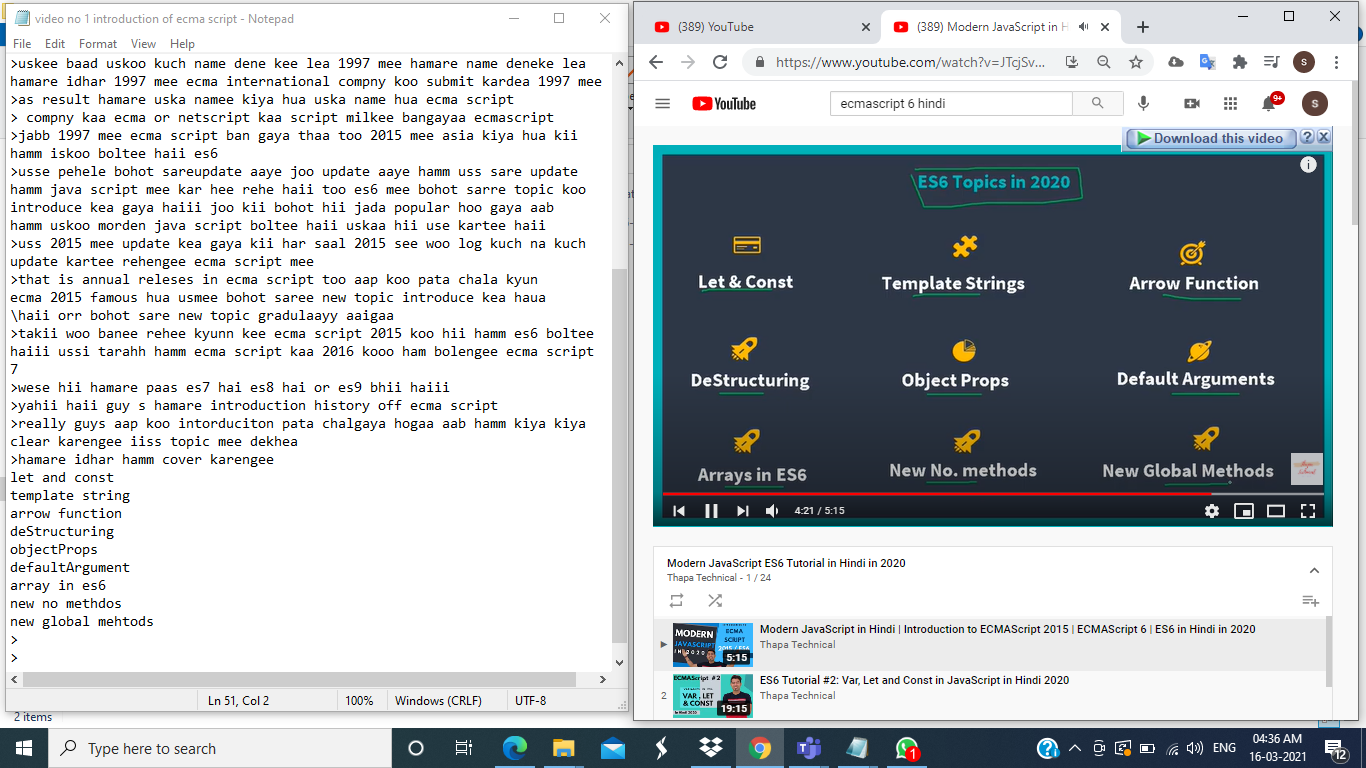 video no 1 introduction of ecma script - Notepad
File Edit Format View Help
>uskee baad uskoo kuch name dene kee lea 1997 mee hamare name deneke lea
hamare idhar 1997 mee ecma international compny koo submit kardea 1997 mee
>as result hamare uska namee kiya hua uska name hua ecma script
> compny kaa ecma or netscript kaa script milkee bangayaa ecmascript
>jabb 1997 mee ecma script ban gaya thaa too 2015 mee asia kiya hua kii
hamm iskoo boltee haii es6
>usse pehele bohot sareupdate aaye joo update aaye hamm uss sare update
hamm java script mee kar hee rehe haii too es6 mee bohot sarre topic koo
introduce kea gaya haiii joo kii bohot hii jada popular hoo gaya aab
hamm uskoo morden java script boltee haii uskaa hii use kartee haii
>uss 2015 mee update kea gaya kii har saal 2015 see woo log kuch na kuch
update kartee rehengee ecma script mee
>that is annual releses in ecma script too aap koo pata chala kyun
ecma 2015 famous hua usmee bohot saree new topic introduce kea haua
\haii orr bohot sare new topic gradulaayy aaigaa
>takii woo banee rehee kyunn kee ecma script 2015 koo hii hamm es6 boltee
haiii ussi tarahh hamm ecma script kaa 2016 kooo ham bolengee ecma script
7
>wese hii hamare paas es7 hai es8 hai or es9 bhii haiii
>yahii haii guy s hamare introduction history off ecma script
>really guys aap koo intorduciton pata chalgaya hogaa aab hamm kiya kiya
clear karengee iiss topic mee dekhea
>hamare idhar hamm cover karengee
let and const
template string
arrow function
deStructuring
objectProps
defaultArgument
array in es6
new no methdos
new global mehtods
>
>
Ln 51, Col 2 100% Windows (CRLF) UTF-8
2 items
(389) YouTube
(389) Modern JavaScript in H
https://www.youtube.com/watch?v=JTcjSv...
S
YouTube
ecmascript 6 hindi
9+
S
Download this video ? X
ES6 Topics in 2020
Let & Const Template Strings Arrow Function
DeStructuring Object Props Default Arguments
Arrays in ES6 New No. methods New Global Methods
4:21 / 5:15
Modern JavaScript ES6 Tutorial in Hindi in 2020
Thapa Technical - 1 / 24
MODERN JAVASCRIPT IN 2020
ECMA SCRIPT 2015 / ES6
5:15
Modern JavaScript in Hindi | Introduction to ECMAScript 2015 | ECMAScript 6 | ES6 in Hindi in 2020
Thapa Technical
2
ECMAScript #2
VAR, LET & CONST
19:15
ES6 Tutorial #2: Var, Let and Const in JavaScript in Hindi 2020
Thapa Technical
Type here to search
1
ENG
04:36 AM
16-03-2021
12